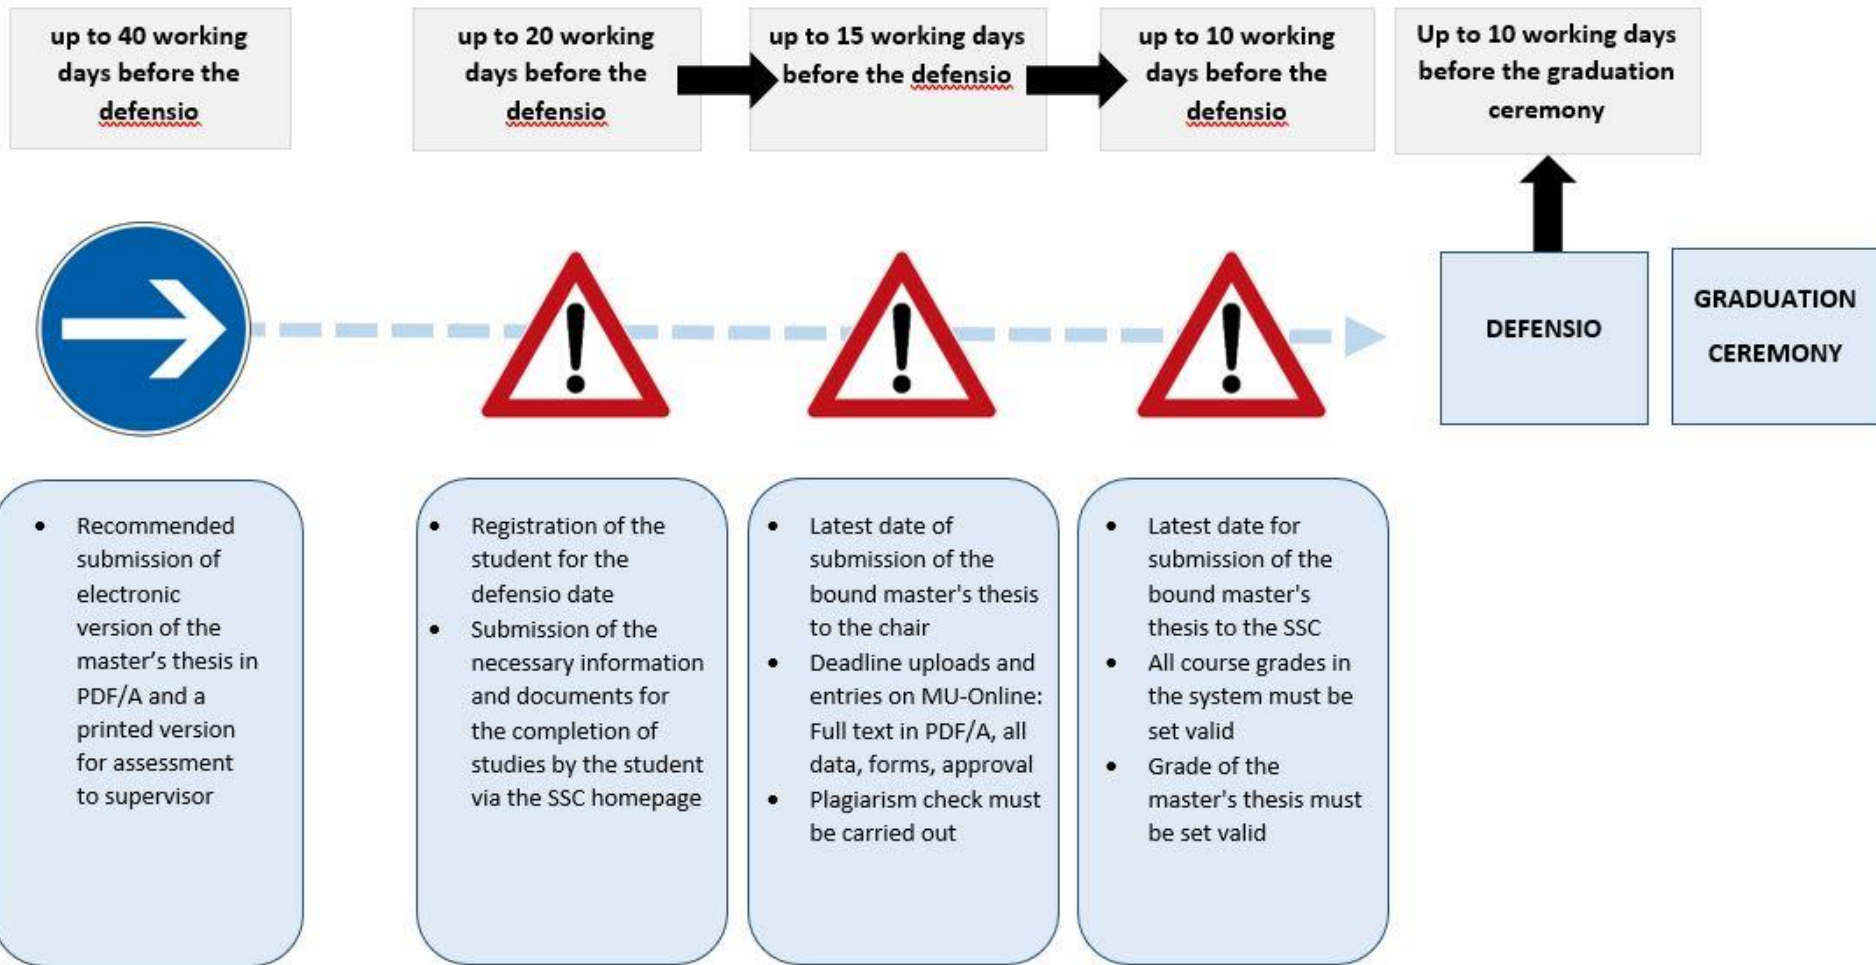 up to 40 working
days before the
defensio
up to 20 working
days before the
defensio
up to 15 working days
before the defensio
up to 10 working
days before the
defensio
Up to 10 working days
before the graduation
ceremony
DEFENSIO
GRADUATION
CEREMONY
• Recommended
submission of
electronic
version of the
master’s thesis in
PDF/A and a
printed version
for assessment
to supervisor
• Registration of the
student for the
defensio date
• Submission of the
necessary information
and documents for
the completion of
studies by the student
via the SSC homepage
• Latest date of
submission of the
bound master's thesis
to the chair
• Deadline uploads and
entries on MU-Online:
Full text in PDF/A, all
data, forms, approval
• Plagiarism check must
be carried out
• Latest date for
submission of the
bound master's
thesis to the SSC
• All course grades in
the system must be
set valid
• Grade of the
master's thesis must
be set valid